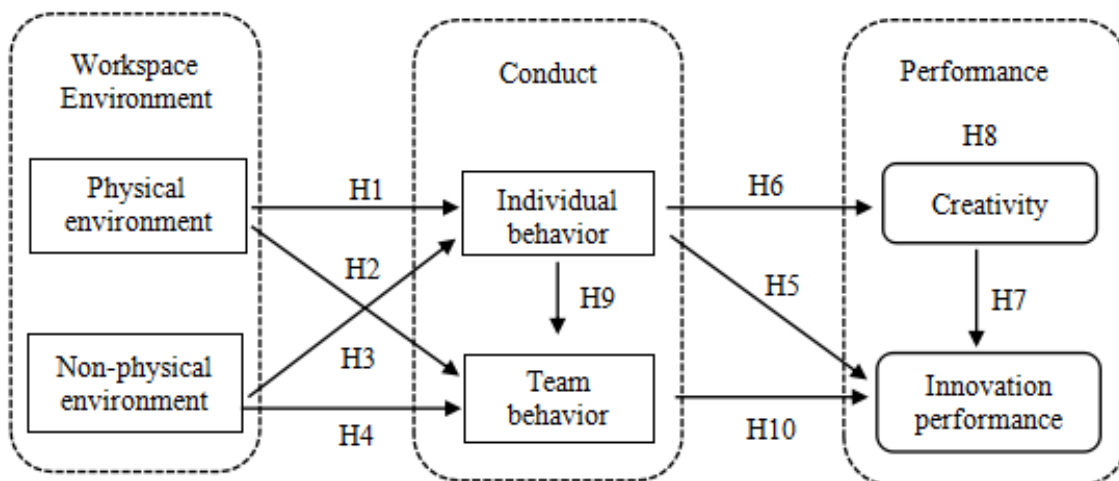 Workspace
Environment
Conduct
Performance
H8
Physical
environment
H1
Individual
behavior
H6
Creativity
H2
H9
H5
H7
Non-physical
environment
H3
H4
Team
behavior
H10
Innovation
performance